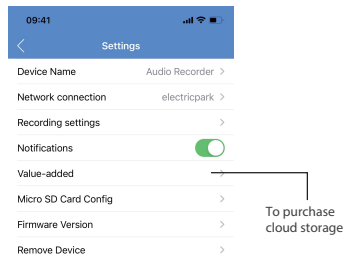 09:41
Settings
Device Name Audio Recorder
Network connection electricpark
Recording settings
Notifications
Value-added
Micro SD Card Config
To purchase
cloud storage
Firmware Version
Remove Device